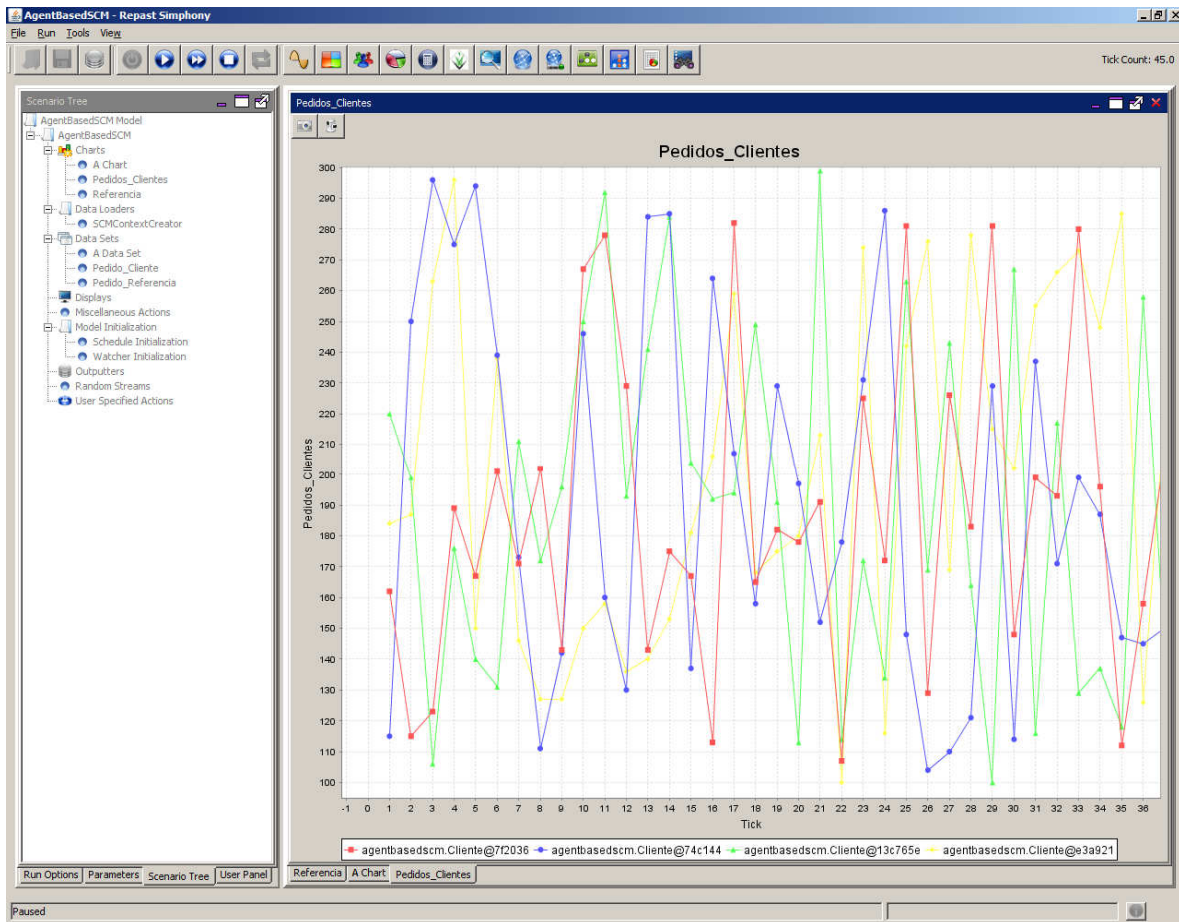 AgentBasedSCM - Repast Simphony
File Run Tools View
Tick Count: 45.0
Scenario Tree
AgentBasedSCM Model
AgentBasedSCM
Charts
A Chart
Pedidos_Clientes
Referencia
Data Loaders
SCMContextCreator
Data Sets
A Data Set
Pedido_Cliente
Pedido_Referencia
Displays
Miscellaneous Actions
Model Initialization
Schedule Initialization
Watcher Initialization
Outputters
Random Streams
User Specified Actions
Run Options Parameters Scenario Tree User Panel
Pedidos_Clientes
Pedidos_Clientes
Pedidos_Clientes
300
290
280
270
260
250
240
230
220
210
200
190
180
170
160
150
140
130
120
110
100
-1 0 1 2 3 4 5 6 7 8 9 10 11 12 13 14 15 16 17 18 19 20 21 22 23 24 25 26 27 28 29 30 31 32 33 34 35 36
Tick
agentbasedscm.Cliente@7f2036 agentbasedscm.Cliente@74c144 agentbasedscm.Cliente@13c765e agentbasedscm.Cliente@e3a921
Referencia A Chart Pedidos_Clientes
Paused